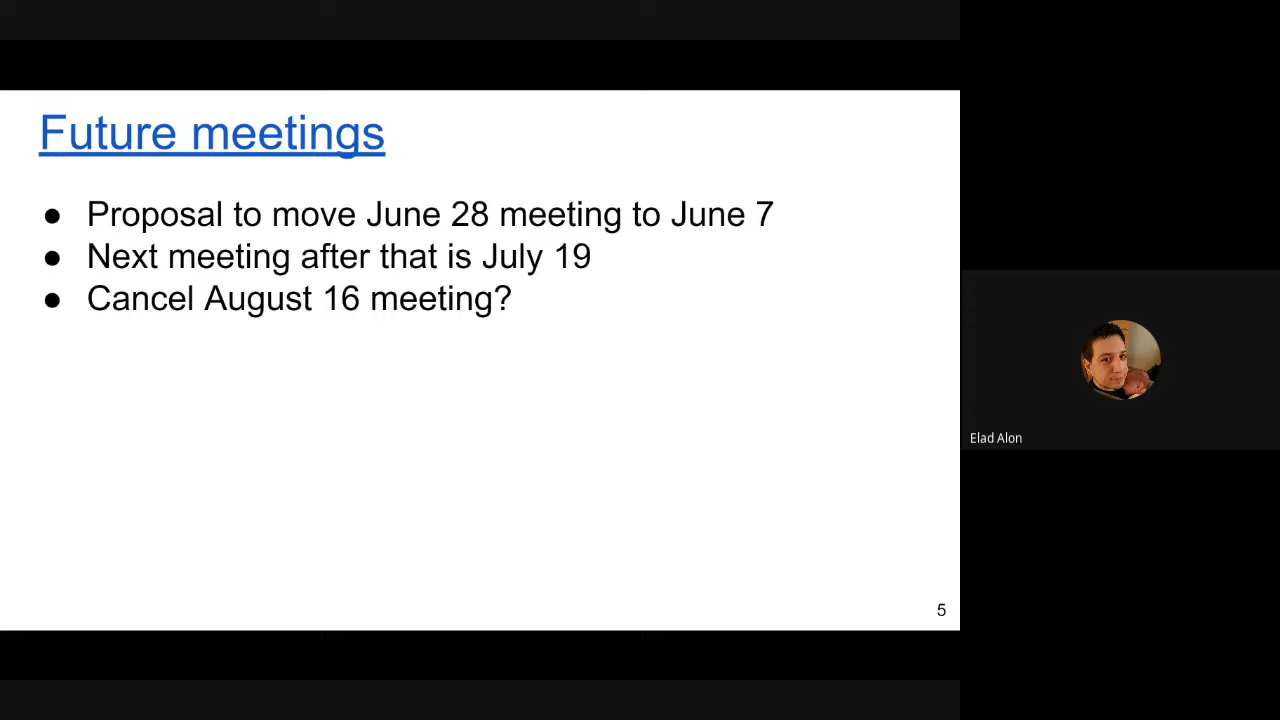 Future meetings
● Proposal to move June 28 meeting to June 7
● Next meeting after that is July 19
● Cancel August 16 meeting?
5
Elad Alon